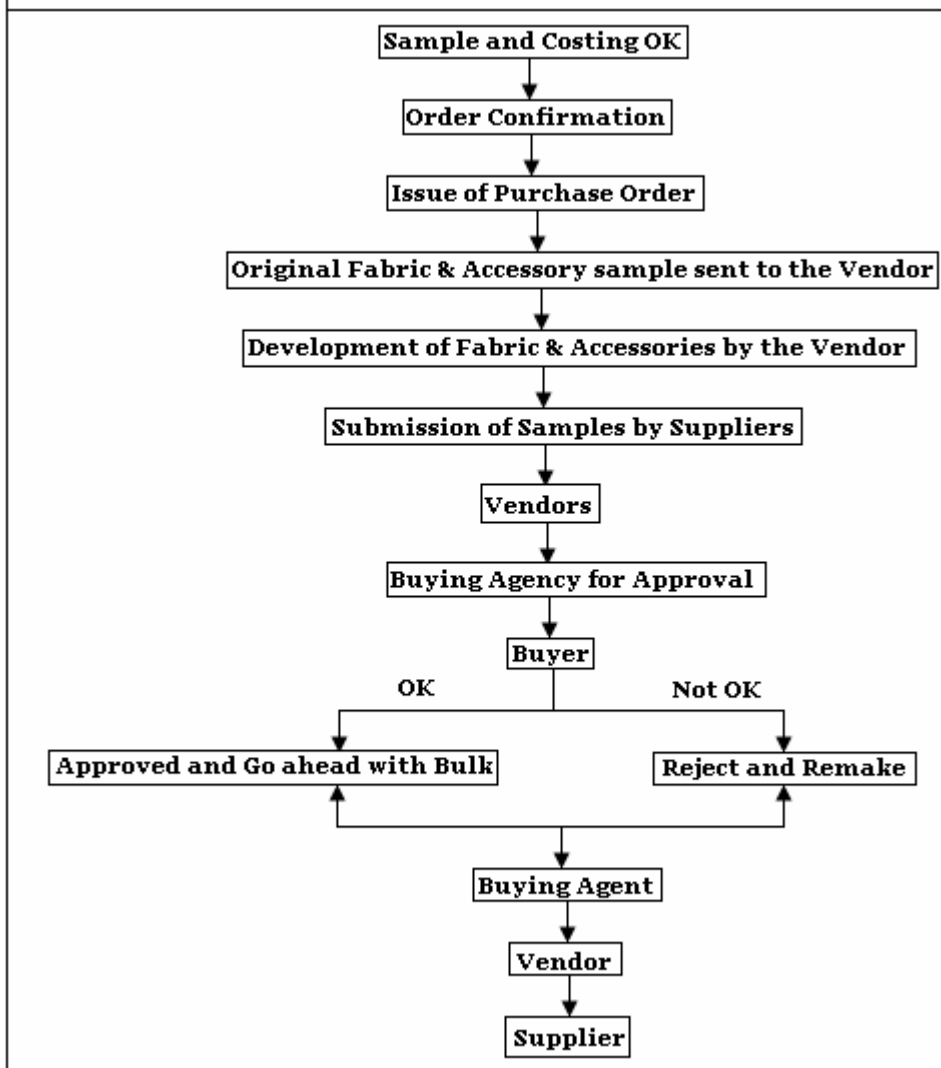 Sample and Costing OK
Order Confirmation
Issue of Purchase Order
Original Fabric & Accessory sample sent to the Vendor
Development of Fabric & Accessories by the Vendor
Submission of Samples by Suppliers
Vendors
Buying Agency for Approval
Buyer
OK
Not OK
Approved and Go ahead with Bulk
Reject and Remake
Buying Agent
Vendor
Supplier